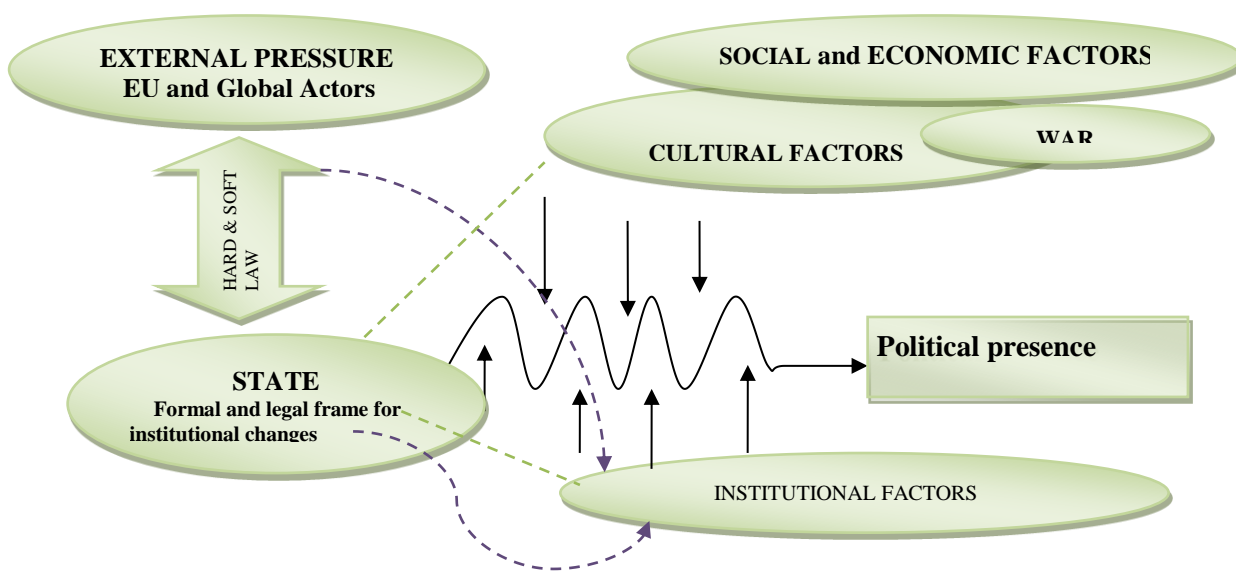 EXTERNAL PRESSURE
EU and Global Actors
SOCIAL and ECONOMIC FACTORS
WAR
CULTURAL FACTORS
HARD & SOFT
LAW
STATE
Formal and legal frame for
institutional changes
Political presence
INSTITUTIONAL FACTORS